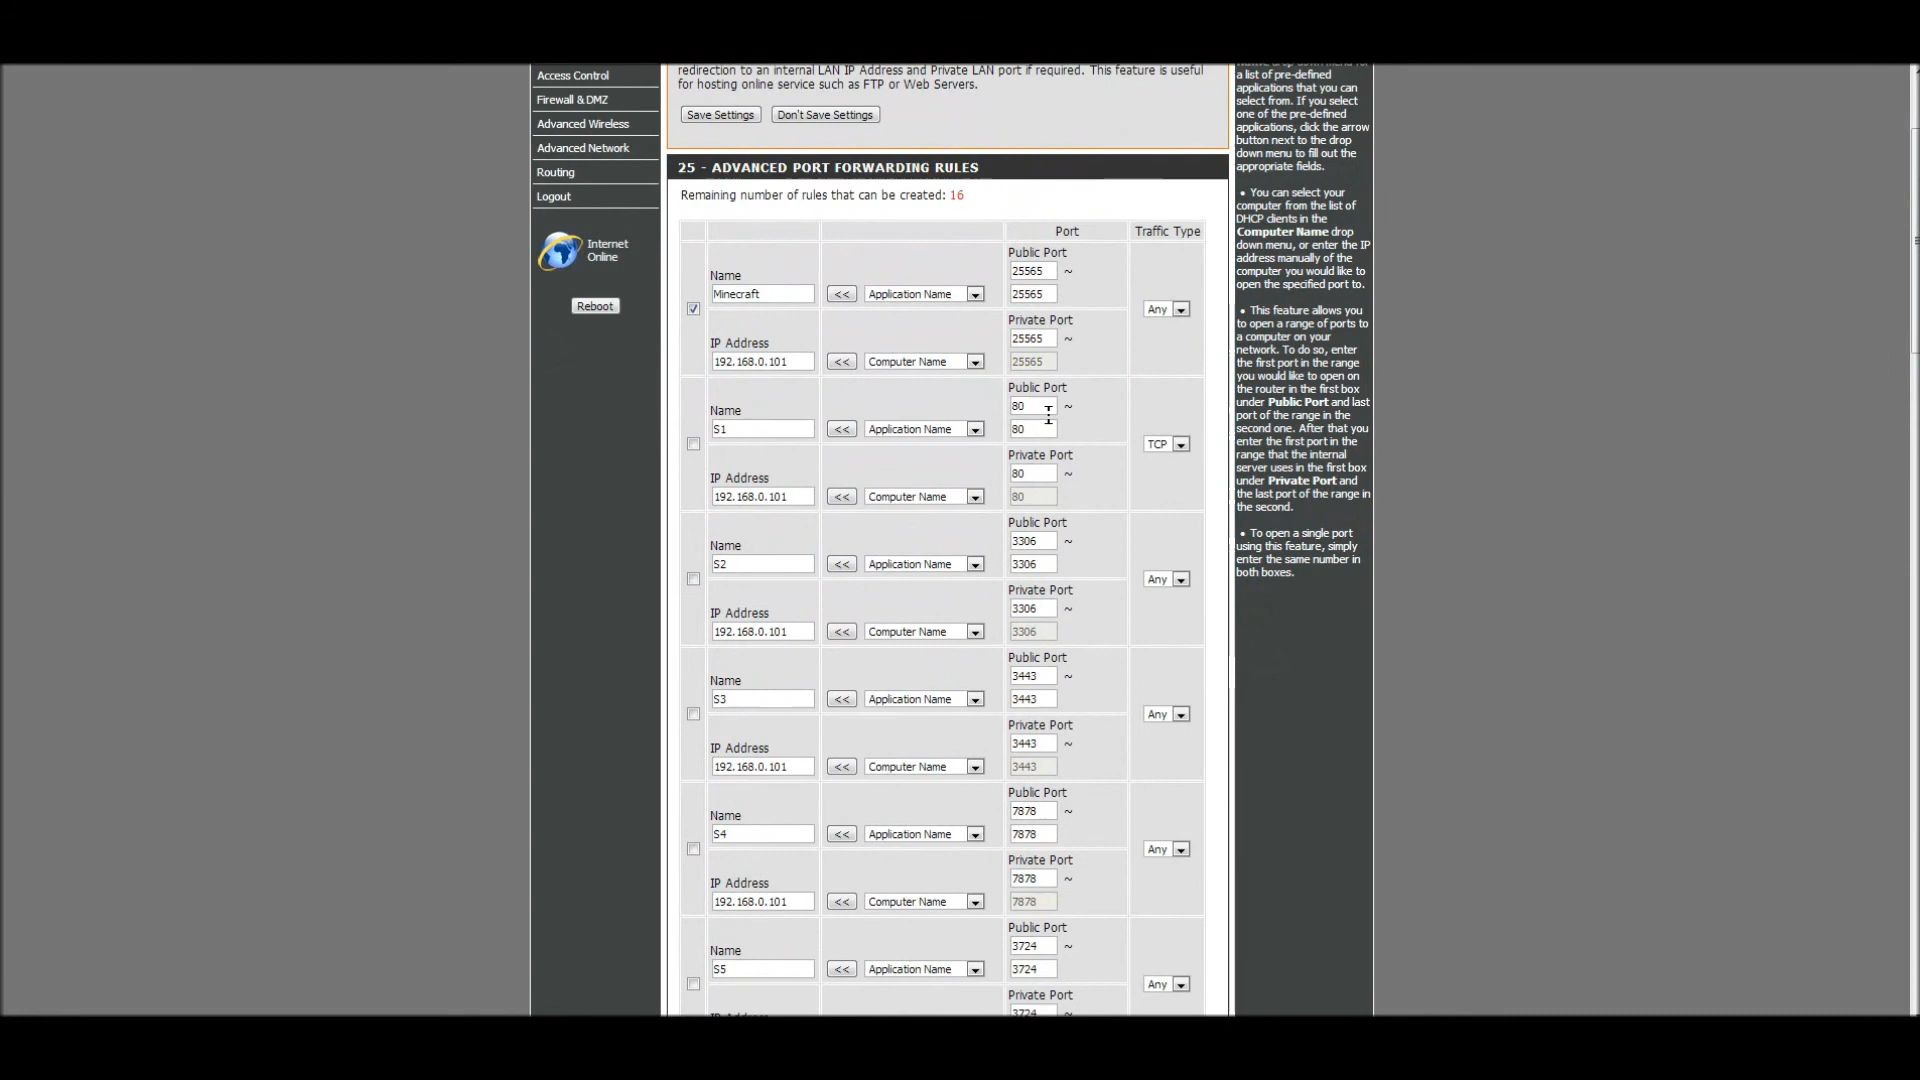 Access Control
Firewall & DMZ
Advanced Wireless
Advanced Network
Routing
Logout
Internet
Online
Reboot
redirection to an internal LAN IP Address and Private LAN port if required. This feature is useful
for hosting online service such as FTP or Web Servers.
Save Settings
Don't Save Settings
25 - ADVANCED PORT FORWARDING RULES
Remaining number of rules that can be created: 16
Port
Traffic Type
Name
Minecraft
<<
Application Name
Public Port
25565 ~
25565
Any
IP Address
192.168.0.101
<<
Computer Name
Private Port
25565 ~
25565
Name
S1
<<
Application Name
Public Port
80 ~
80
TCP
IP Address
192.168.0.101
<<
Computer Name
Private Port
80 ~
80
Name
S2
<<
Application Name
Public Port
3306 ~
3306
Any
IP Address
192.168.0.101
<<
Computer Name
Private Port
3306 ~
3306
Name
S3
<<
Application Name
Public Port
3443 ~
3443
Any
IP Address
192.168.0.101
<<
Computer Name
Private Port
3443 ~
3443
Name
S4
<<
Application Name
Public Port
7878 ~
7878
Any
IP Address
192.168.0.101
<<
Computer Name
Private Port
7878 ~
7878
Name
S5
<<
Application Name
Public Port
3724 ~
3724
Any
Private Port
3724 ~
a list of pre-defined
applications that you can
select from. If you select
one of the pre-defined
applications, click the arrow
button next to the drop
down menu to fill out the
appropriate fields.
• You can select your
computer from the list of
DHCP clients in the
Computer Name drop
down menu, or enter the IP
address manually of the
computer you would like to
open the specified port to.
• This feature allows you
to open a range of ports to
a computer on your
network. To do so, enter
the first port in the range
you would like to open on
the router in the first box
under Public Port and last
port of the range in the
second one. After that you
enter the first port in the
range that the internal
server uses in the first box
under Private Port and
the last port of the range in
the second.
• To open a single port
using this feature, simply
enter the same number in
both boxes.